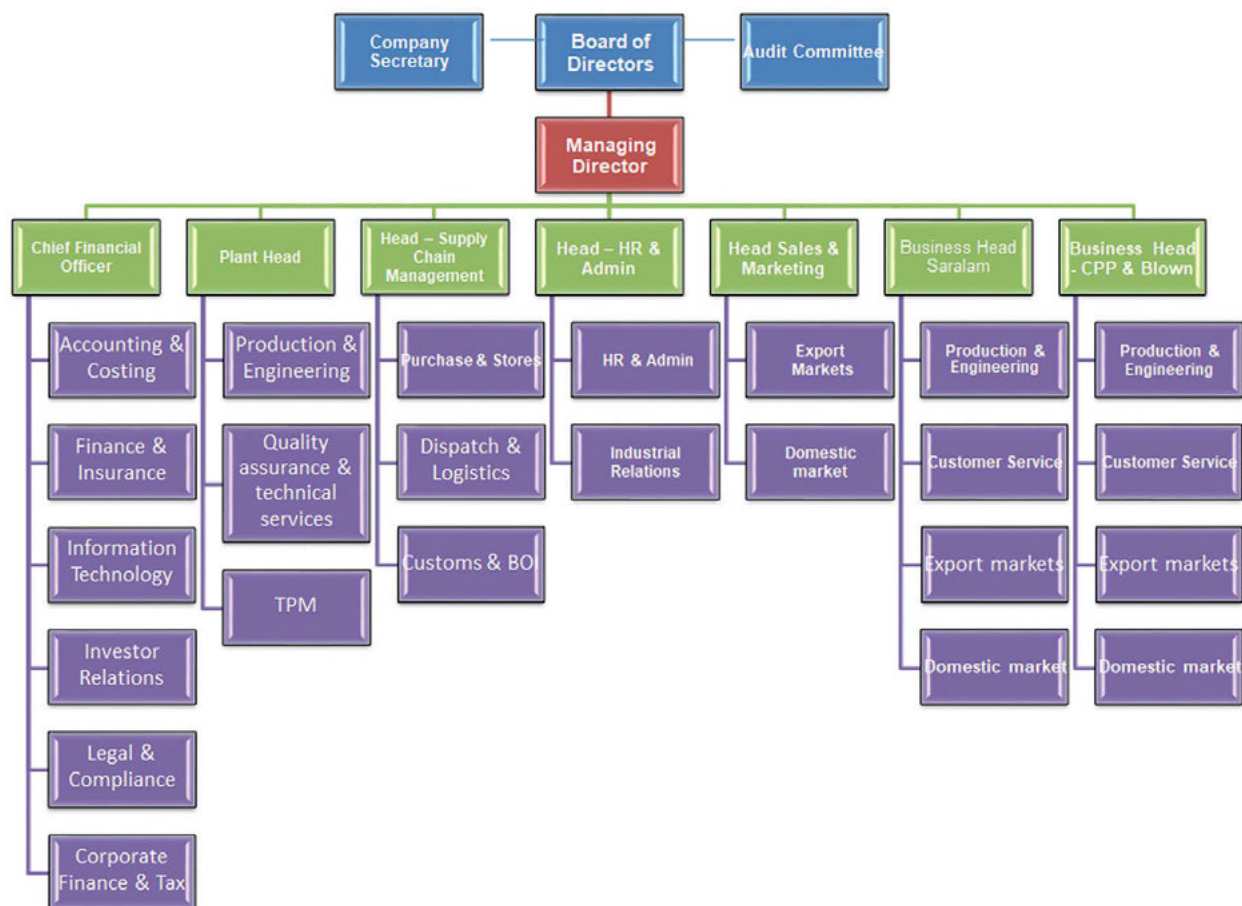 Company
Secretary
Board of
Directors
Audit Committee
Managing
Director
Chief Financial
Officer
Plant Head
Head – Supply
Chain
Management
Head – HR &
Admin
Head Sales &
Marketing
Business Head
Saralam
Business Head
- CPP & Blown
Accounting &
Costing
Finance &
Insurance
Information
Technology
Investor
Relations
Legal &
Compliance
Corporate
Finance & Tax
Production &
Engineering
Quality
assurance &
technical
services
TPM
Purchase & Stores
Dispatch &
Logistics
Customs & BOI
HR & Admin
Industrial
Relations
Export
Markets
Domestic
market
Production &
Engineering
Customer Service
Export markets
Domestic market
Production &
Engineering
Customer Service
Export markets
Domestic market